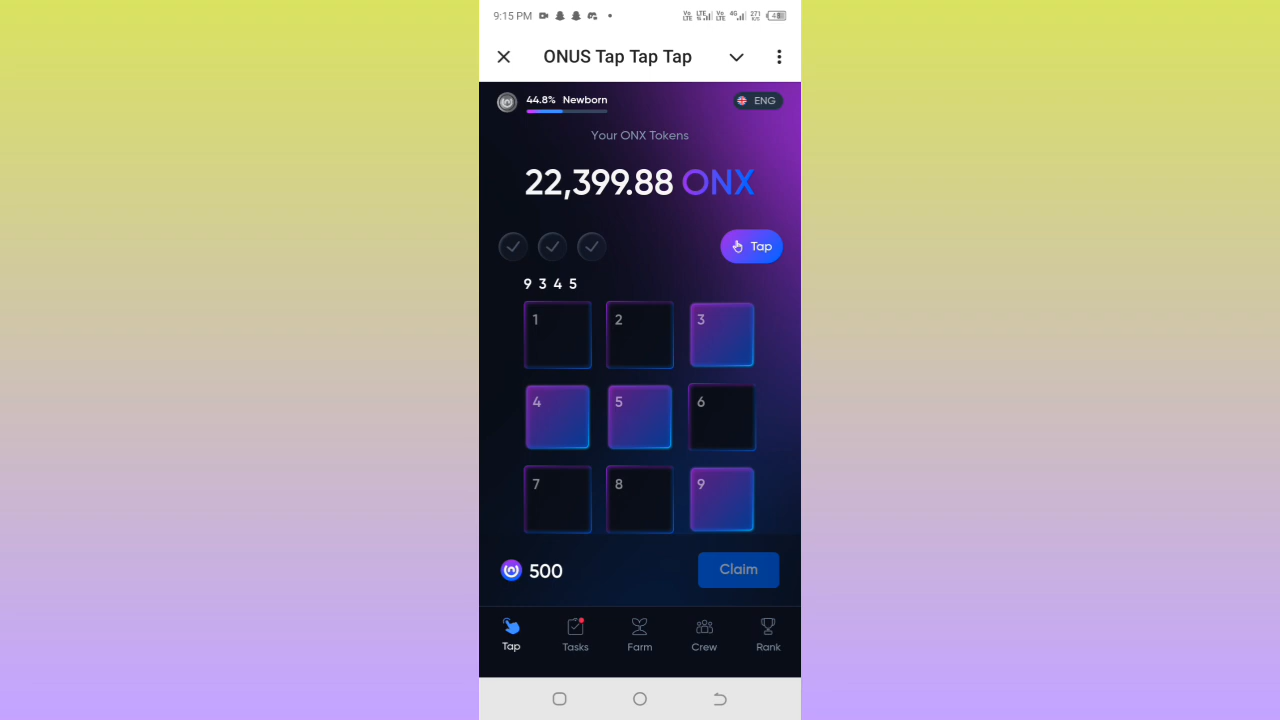 9:15 PM
ONUS Tap Tap Tap
44.8% Newborn
ENG
Your ONX Tokens
22,399.88 ONX
Tap
9 3 4 5
1 2 3
4 5 6
7 8 9
500
Claim
Tap Tasks Farm Crew Rank